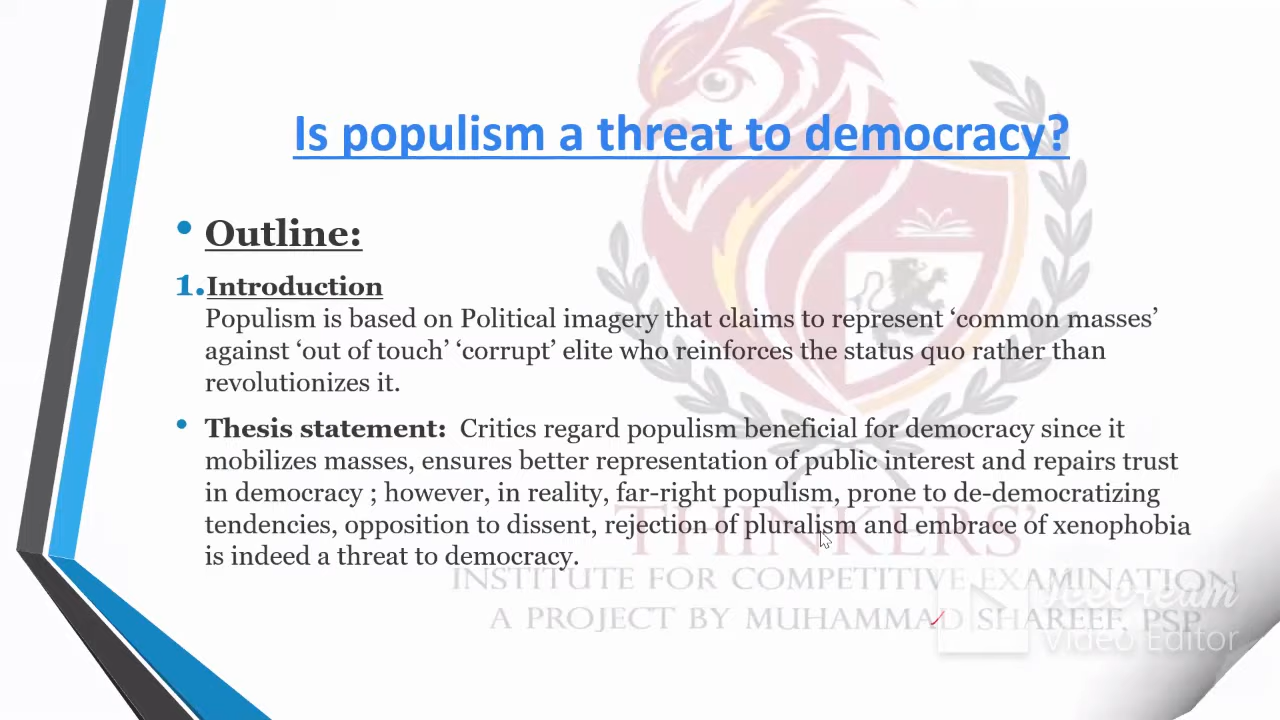 Is populism a threat to democracy?
• Outline:
1. Introduction
Populism is based on Political imagery that claims to represent ‘common masses’
against ‘out of touch’ ‘corrupt’ elite who reinforces the status quo rather than
revolutionizes it.
• Thesis statement: Critics regard populism beneficial for democracy since it
mobilizes masses, ensures better representation of public interest and repairs trust
in democracy ; however, in reality, far-right populism, prone to de-democratizing
tendencies, opposition to dissent, rejection of pluralism and embrace of xenophobia
is indeed a threat to democracy.
THINKERS’
INSTITUTE FOR COMPETITIVE EXAMINATION
A PROJECT BY MUHAMMAD SHAREEF, PSP
Video Editor